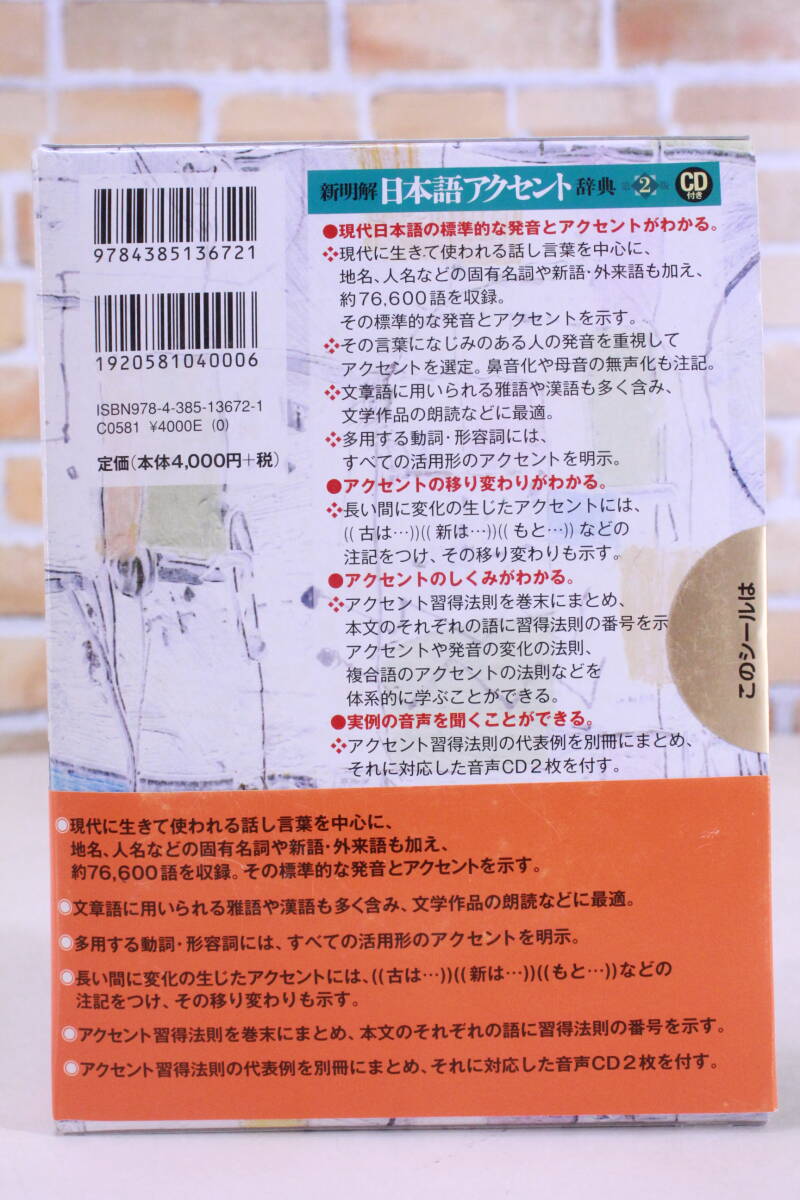 9784385136721
1920581040006
ISBN978-4-385-13672-1
C0581 ¥4000E (0)
定価(本体4,000円+税)
新明解日本語アクセント辞典 第2版 CD付き
●現代日本語の標準的な発音とアクセントがわかる。
❖現代に生きて使われる話し言葉を中心に、
地名、人名などの固有名詞や新語・外来語も加え、
約76,600語を収録。
その標準的な発音とアクセントを示す。
❖その言葉になじみのある人の発音を重視して
アクセントを選定。鼻音化や母音の無声化も注記。
❖文章語に用いられる雅語や漢語も多く含み、
文学作品の朗読などに最適。
❖多用する動詞・形容詞には、
すべての活用形のアクセントを明示。
●アクセントの移り変わりがわかる。
❖長い間に変化の生じたアクセントには、
((古は…))((新は…))((もと…))などの
注記をつけ、その移り変わりも示す。
●アクセントのしくみがわかる。
❖アクセント習得法則を巻末にまとめ、
本文のそれぞれの語に習得法則の番号を示
アクセントや発音の変化の法則、
複合語のアクセントの法則などを
体系的に学ぶことができる。
●実例の音声を聞くことができる。
❖アクセント習得法則の代表例を別冊にまとめ、
それに対応した音声CD2枚を付す。
このシールは
◎現代に生きて使われる話し言葉を中心に、
地名、人名などの固有名詞や新語・外来語も加え、
約76,600語を収録。その標準的な発音とアクセントを示す。
◎文章語に用いられる雅語や漢語も多く含み、文学作品の朗読などに最適。
◎多用する動詞・形容詞には、すべての活用形のアクセントを明示。
◎長い間に変化の生じたアクセントには、((古は…))((新は…))((もと…))などの
注記をつけ、その移り変わりも示す。
◎アクセント習得法則を巻末にまとめ、本文のそれぞれの語に習得法則の番号を示す。
◎アクセント習得法則の代表例を別冊にまとめ、それに対応した音声CD2枚を付す。